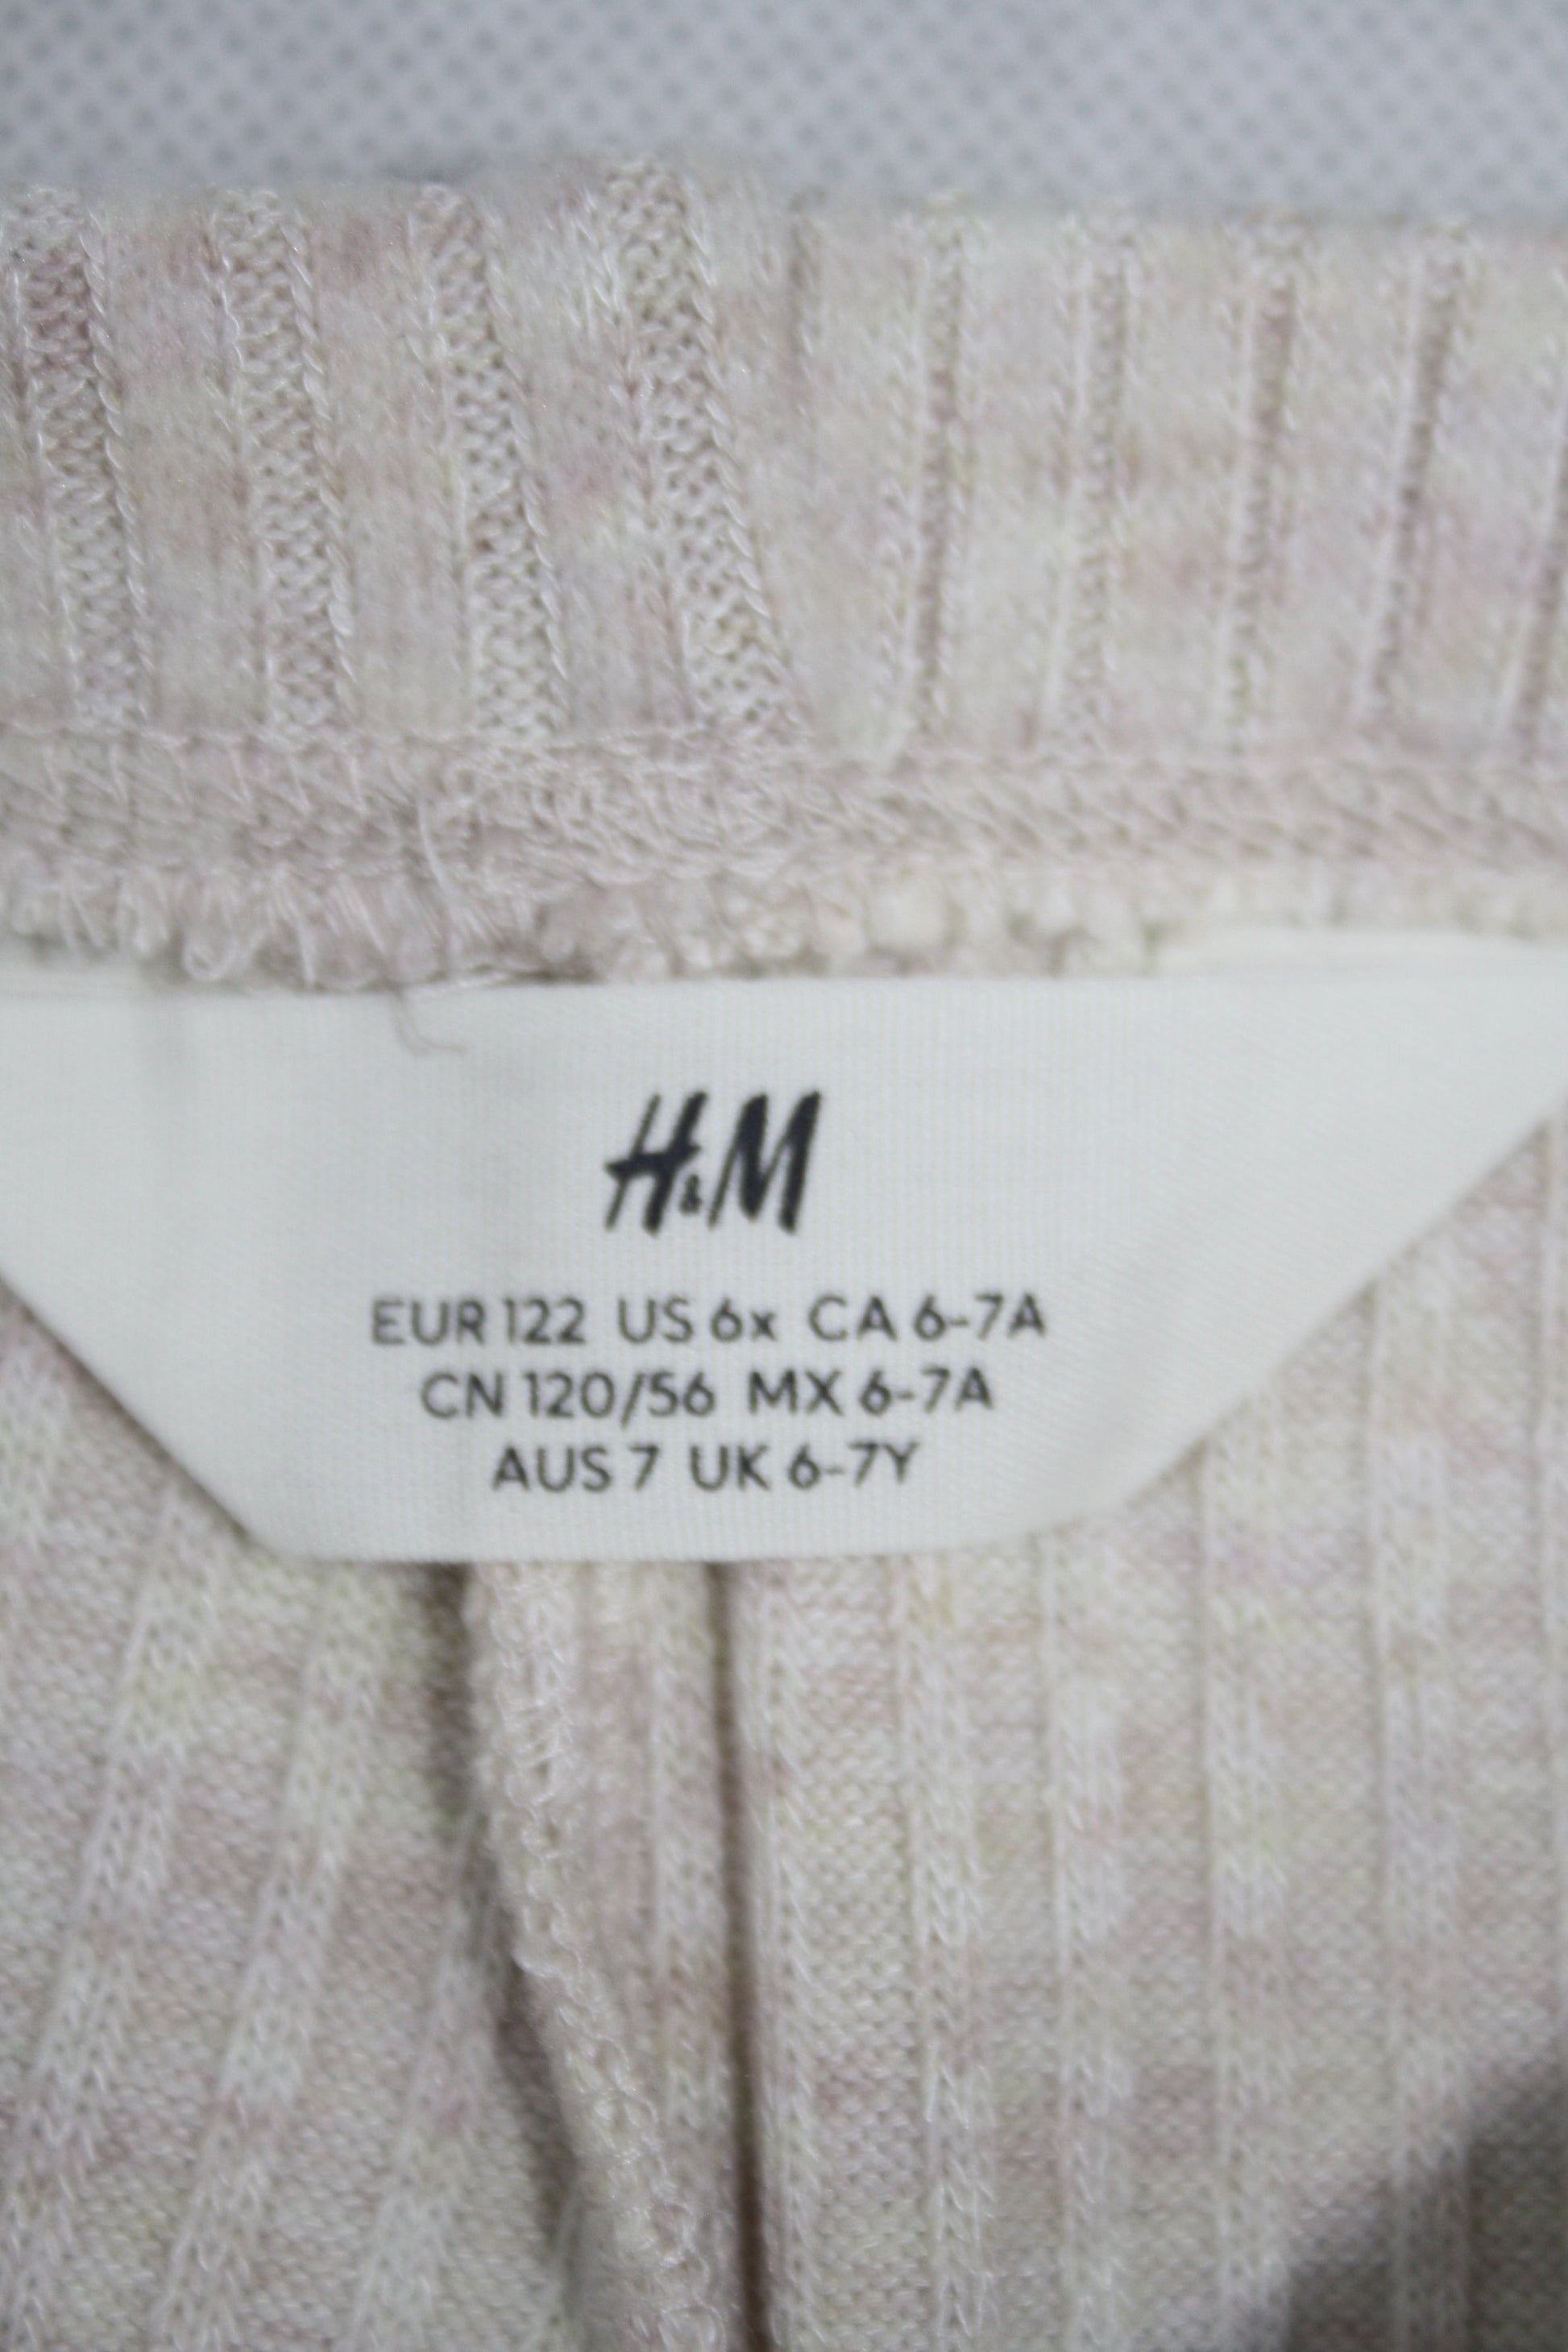 H&M
EUR 122 US 6x CA 6-7A
CN 120/56 MX 6-7A
AUS 7 UK 6-7Y